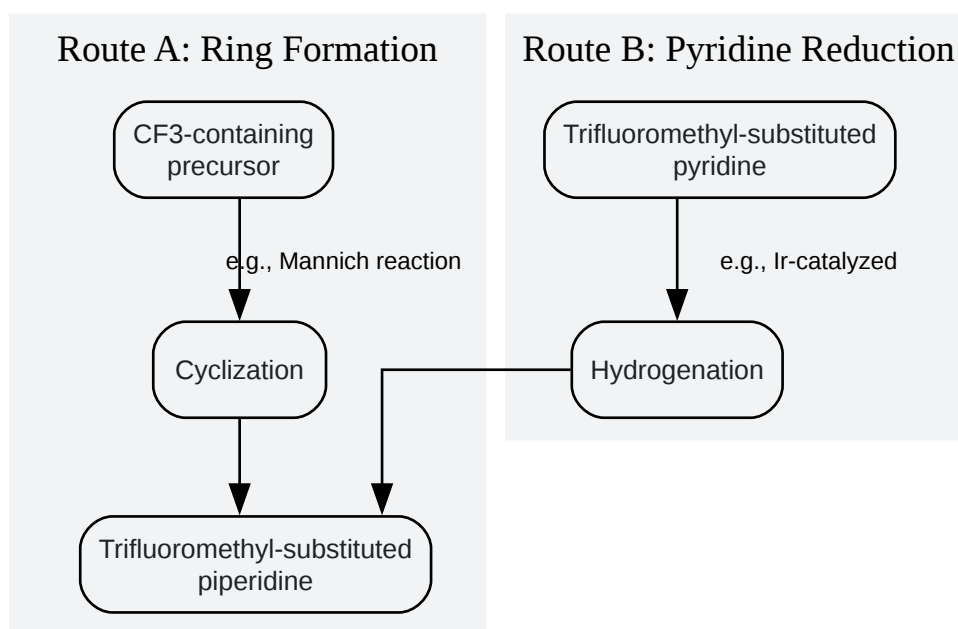 Route A: Ring Formation
CF3-containing
precursor
e.g., Mannich reaction
Cyclization
Trifluoromethyl-substituted
piperidine
Route B: Pyridine Reduction
Trifluoromethyl-substituted
pyridine
e.g., Ir-catalyzed
Hydrogenation